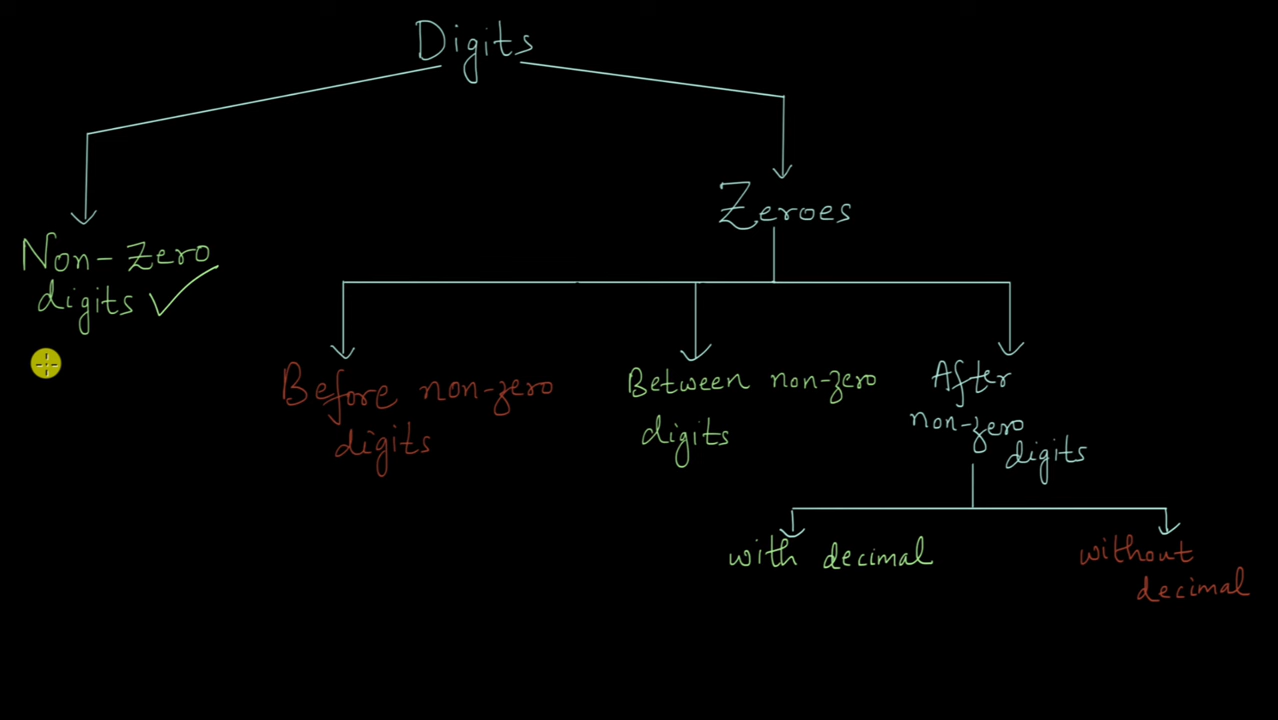 Digits
Zeroes
Non-Zero
digits
Before non-zero
digits
Between non-zero
digits
After
non-zero
digits
with decimal
without
decimal